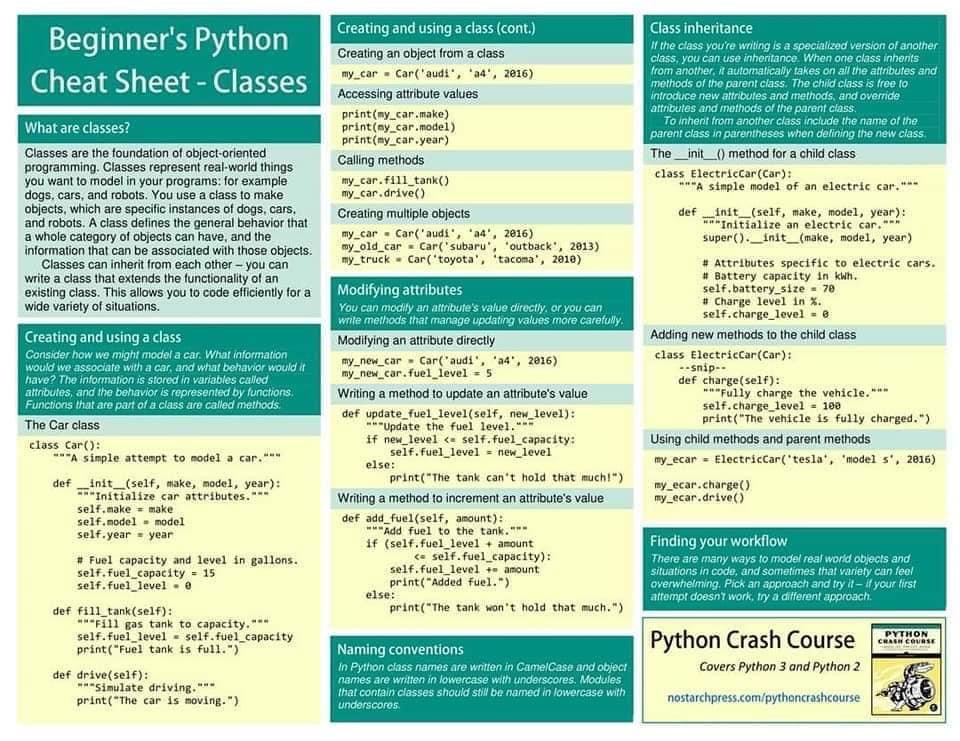 Beginner's Python
Cheat Sheet - Classes
What are classes?
Classes are the foundation of object-oriented
programming. Classes represent real-world things
you want to model in your programs: for example
dogs, cars, and robots. You use a class to make
objects, which are specific instances of dogs, cars,
and robots. A class defines the general behavior that
a whole category of objects can have, and the
information that can be associated with those objects.
Classes can inherit from each other – you can
write a class that extends the functionality of an
existing class. This allows you to code efficiently for a
wide variety of situations.
Creating and using a class
Consider how we might model a car. What information
would we associate with a car, and what behavior would it
have? The information is stored in variables called
attributes, and the behavior is represented by functions.
Functions that are part of a class are called methods.
The Car class
class Car():
    """A simple attempt to model a car."""
    def __init__(self, make, model, year):
        """Initialize car attributes."""
        self.make = make
        self.model = model
        self.year = year
        # Fuel capacity and level in gallons.
        self.fuel_capacity = 15
        self.fuel_level = 0
    def fill_tank(self):
        """Fill gas tank to capacity."""
        self.fuel_level = self.fuel_capacity
        print("Fuel tank is full.")
    def drive(self):
        """Simulate driving."""
        print("The car is moving.")
Creating and using a class (cont.)
Creating an object from a class
my_car = Car('audi', 'a4', 2016)
Accessing attribute values
print(my_car.make)
print(my_car.model)
print(my_car.year)
Calling methods
my_car.fill_tank()
my_car.drive()
Creating multiple objects
my_car = Car('audi', 'a4', 2016)
my_old_car = Car('subaru', 'outback', 2013)
my_truck = Car('toyota', 'tacoma', 2010)
Modifying attributes
You can modify an attribute's value directly, or you can
write methods that manage updating values more carefully.
Modifying an attribute directly
my_new_car = Car('audi', 'a4', 2016)
my_new_car.fuel_level = 5
Writing a method to update an attribute's value
def update_fuel_level(self, new_level):
    """Update the fuel level."""
    if new_level <= self.fuel_capacity:
        self.fuel_level = new_level
    else:
        print("The tank can't hold that much!")
Writing a method to increment an attribute's value
def add_fuel(self, amount):
    """Add fuel to the tank."""
    if (self.fuel_level + amount
            <= self.fuel_capacity):
        self.fuel_level += amount
        print("Added fuel.")
    else:
        print("The tank won't hold that much.")
Naming conventions
In Python class names are written in CamelCase and object
names are written in lowercase with underscores. Modules
that contain classes should still be named in lowercase with
underscores.
Class inheritance
If the class you're writing is a specialized version of another
class, you can use inheritance. When one class inherits
from another, it automatically takes on all the attributes and
methods of the parent class. The child class is free to
introduce new attributes and methods, and override
attributes and methods of the parent class.
To inherit from another class include the name of the
parent class in parentheses when defining the new class.
The __init__() method for a child class
class ElectricCar(Car):
    """A simple model of an electric car."""
    def __init__(self, make, model, year):
        """Initialize an electric car."""
        super().__init__(make, model, year)
        # Attributes specific to electric cars.
        # Battery capacity in kWh.
        self.battery_size = 70
        # Charge level in %.
        self.charge_level = 0
Adding new methods to the child class
class ElectricCar(Car):
    --snip--
    def charge(self):
        """Fully charge the vehicle."""
        self.charge_level = 100
        print("The vehicle is fully charged.")
Using child methods and parent methods
my_ecar = ElectricCar('tesla', 'model s', 2016)
my_ecar.charge()
my_ecar.drive()
Finding your workflow
There are many ways to model real world objects and
situations in code, and sometimes that variety can feel
overwhelming. Pick an approach and try it – if your first
attempt doesn't work, try a different approach.
Python Crash Course
Covers Python 3 and Python 2
nostarchpress.com/pythoncrashcourse
PYTHON
CRASH COURSE